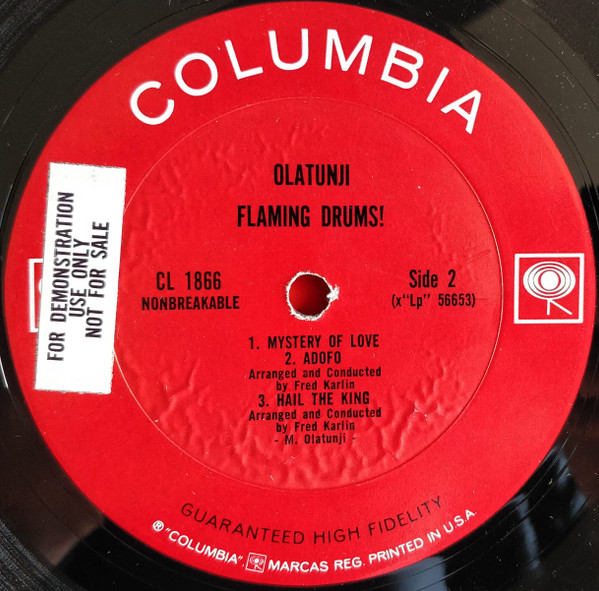 COLUMBIA
OLATUNJI
FLAMING DRUMS!
FOR DEMONSTRATION
USE ONLY
NOT FOR SALE
CL 1866
NONBREAKABLE
Side 2
(x"Lp" 56653)
1. MYSTERY OF LOVE
2. ADOFO
Arranged and Conducted
by Fred Karlin
3. HAIL THE KING
Arranged and Conducted
by Fred Karlin
- M. Olatunji -
GUARANTEED HIGH FIDELITY
® "COLUMBIA", MARCAS REG. PRINTED IN U.S.A.